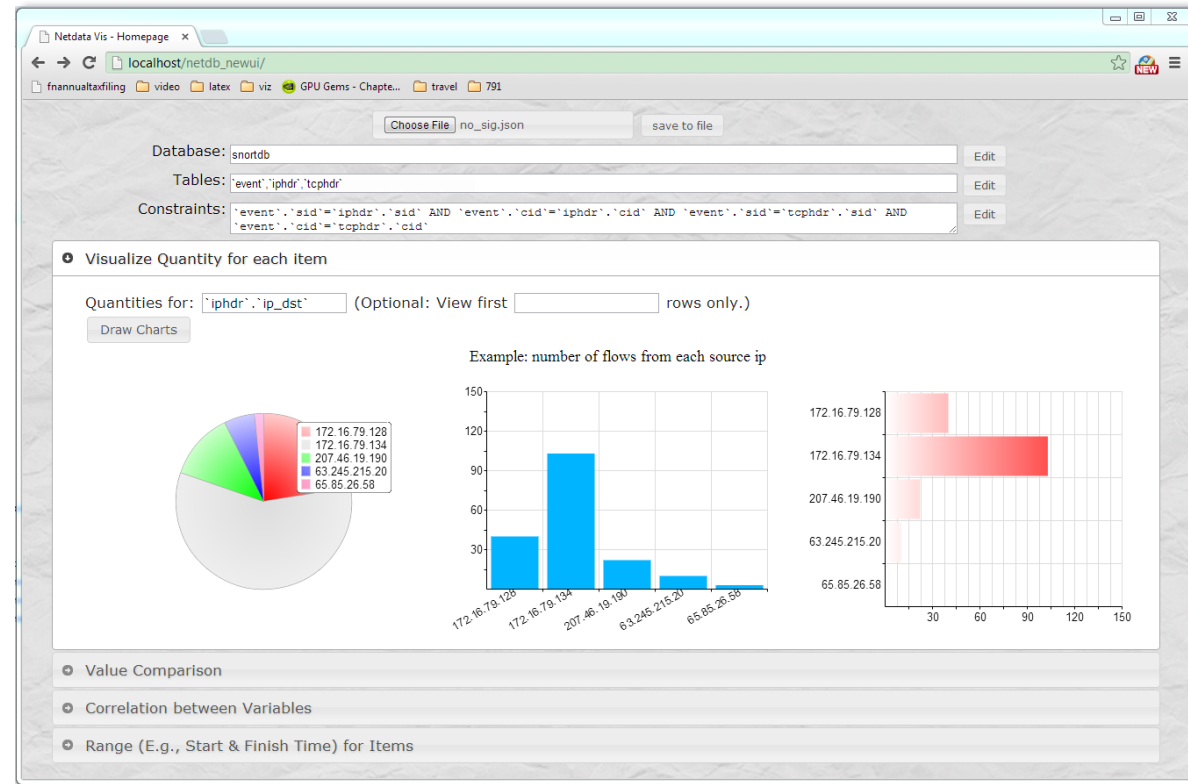 Netdata Vis - Homepage
localhost/netdb_newui/
NEW
fnannualtaxfiling video latex viz GPU Gems - Chapte... travel 791
Choose File no_sig.json save to file
Database: snortdb Edit
Tables: `event`,`iphdr`,`tcphdr` Edit
Constraints: `event`.`sid`=`iphdr`.`sid` AND `event`.`cid`=`iphdr`.`cid` AND `event`.`sid`=`tcphdr`.`sid` AND Edit
`event`.`cid`=`tcphdr`.`cid`
Visualize Quantity for each item
Quantities for: `iphdr`.`ip_dst` (Optional: View first rows only.)
Draw Charts
Example: number of flows from each source ip
172.16.79.128
172.16.79.134
207.46.19.190
63.245.215.20
65.85.26.58
150
120
90
60
30
172.16.79.128 172.16.79.134 207.46.19.190 63.245.215.20 65.85.26.58
172.16.79.128
172.16.79.134
207.46.19.190
63.245.215.20
65.85.26.58
30 60 90 120 150
Value Comparison
Correlation between Variables
Range (E.g., Start & Finish Time) for Items